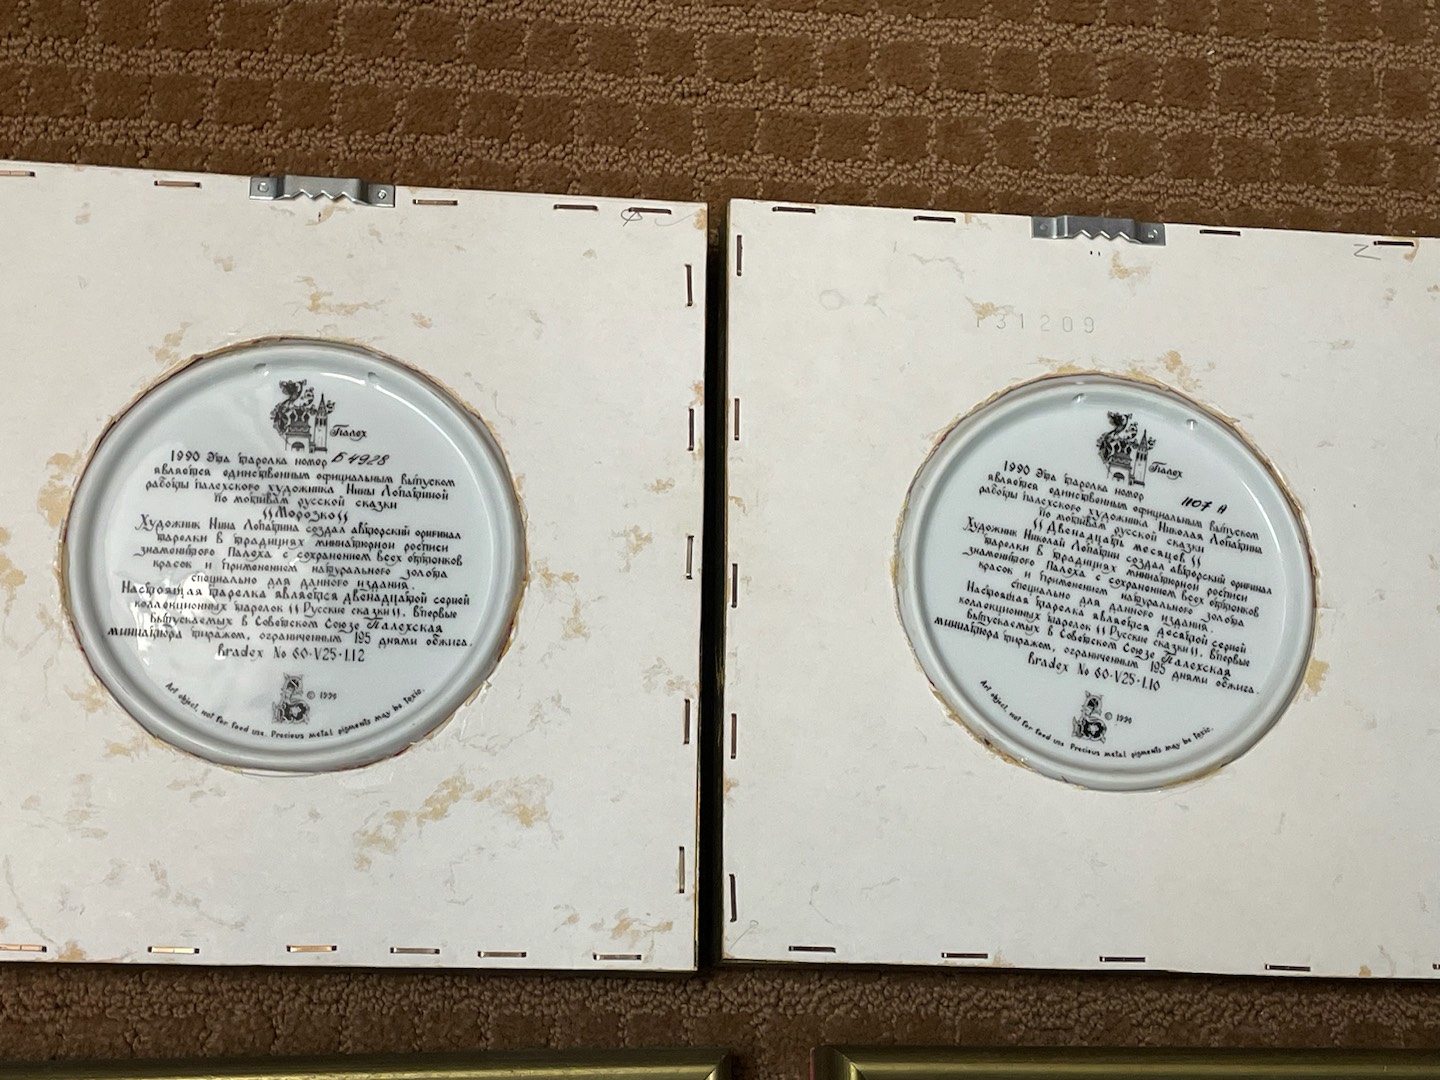 Палех
1990 Эта тарелка номер Б 4928
является единственным официальным выпуском
работы палехского художника Нины Лопатиной
по мотивам русской сказки
"Морозко"
Художник Нина Лопатина создал авторский оригинал
тарелки в традициях миниатюрной росписи
знаменитого Палеха с сохранением всех оттенков
красок и применением натурального золота
специально для данного издания.
Настоящая тарелка является двенадцатой серией
коллекционных тарелок "Русские сказки". Впервые
выпускаемых в Советском Союзе Палехская
миниатюра тиражом, ограниченным 195 днями обжига.
Bradex No 60-V25-1.12
© 1990
Art object, not for food use. Precious metal pigments may be toxic.
Z
31209
Палех
1990 Эта тарелка номер 1107 A
является единственным официальным выпуском
работы палехского художника Николая Лопатина
по мотивам русской сказки
"Двенадцать месяцев"
Художник Николай Лопатин создал авторский оригинал
тарелки в традициях миниатюрной росписи
знаменитого Палеха с сохранением всех оттенков
красок и применением натурального золота
специально для данного издания.
Настоящая тарелка является десятой серией
коллекционных тарелок "Русские сказки". Впервые
выпускаемых в Советском Союзе Палехская
миниатюра тиражом, ограниченным 195 днями обжига.
Bradex No 60-V25-1.10
© 1990
Art object, not for food use. Precious metal pigments may be toxic.